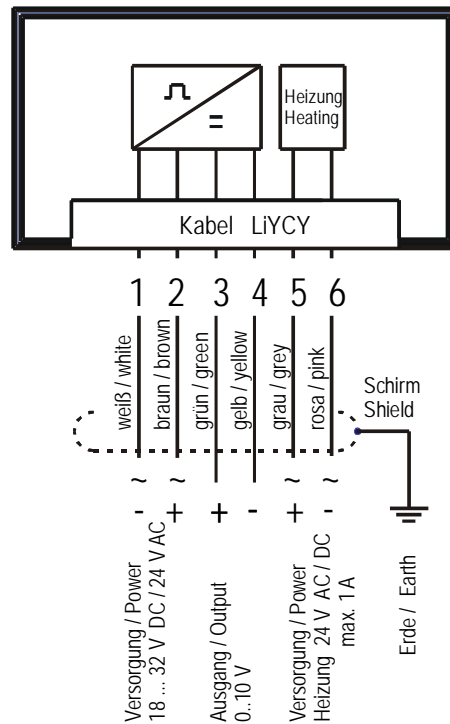 Heizung
Heating
Kabel LiYCY
1 2 3 4 5 6
weiß / white
braun / brown
grün / green
gelb / yellow
grau / grey
rosa / pink
Schirm
Shield
~ ~ ~ ~
- + + - + -
Versorgung / Power
18 ... 32 V DC / 24 V AC
Ausgang / Output
0..10 V
Versorgung / Power
Heizung 24 V AC / DC
max. 1 A
Erde / Earth